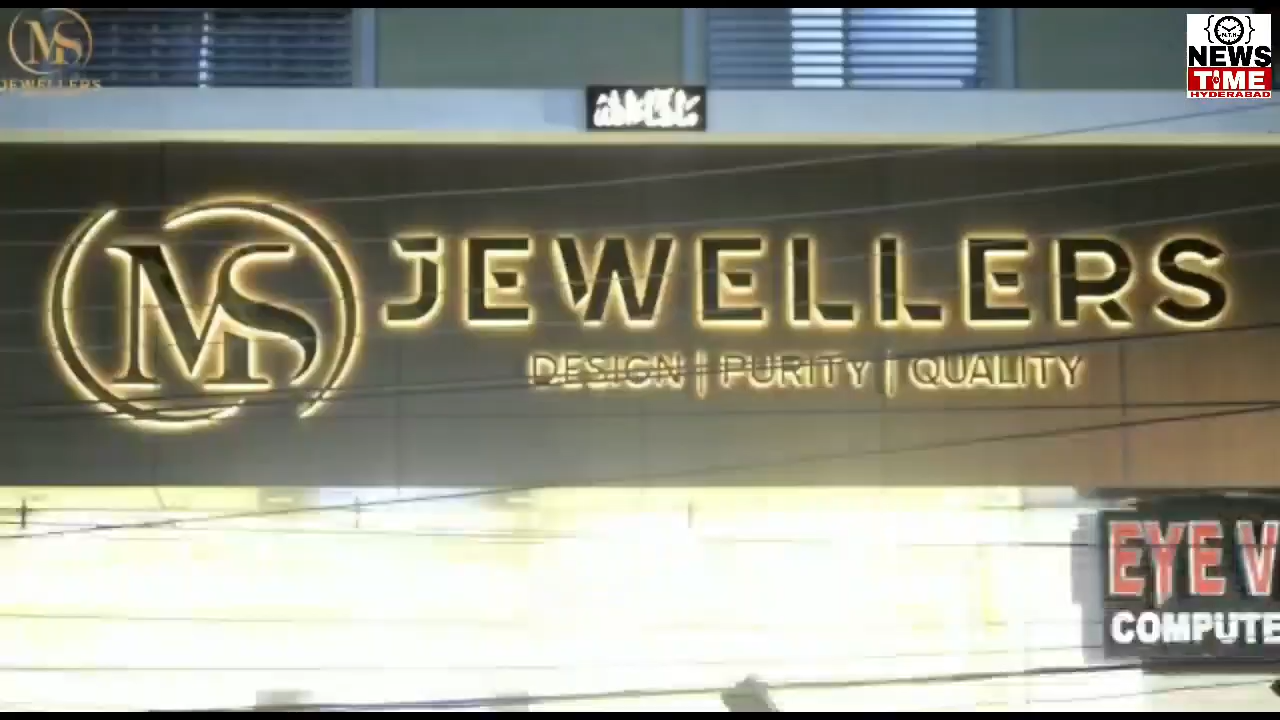 MS
JEWELLERS
N.T.H
NEWS
TIME
HYDERABAD
MS
JEWELLERS
DESIGN | PURITY | QUALITY
EYE V
COMPUTE